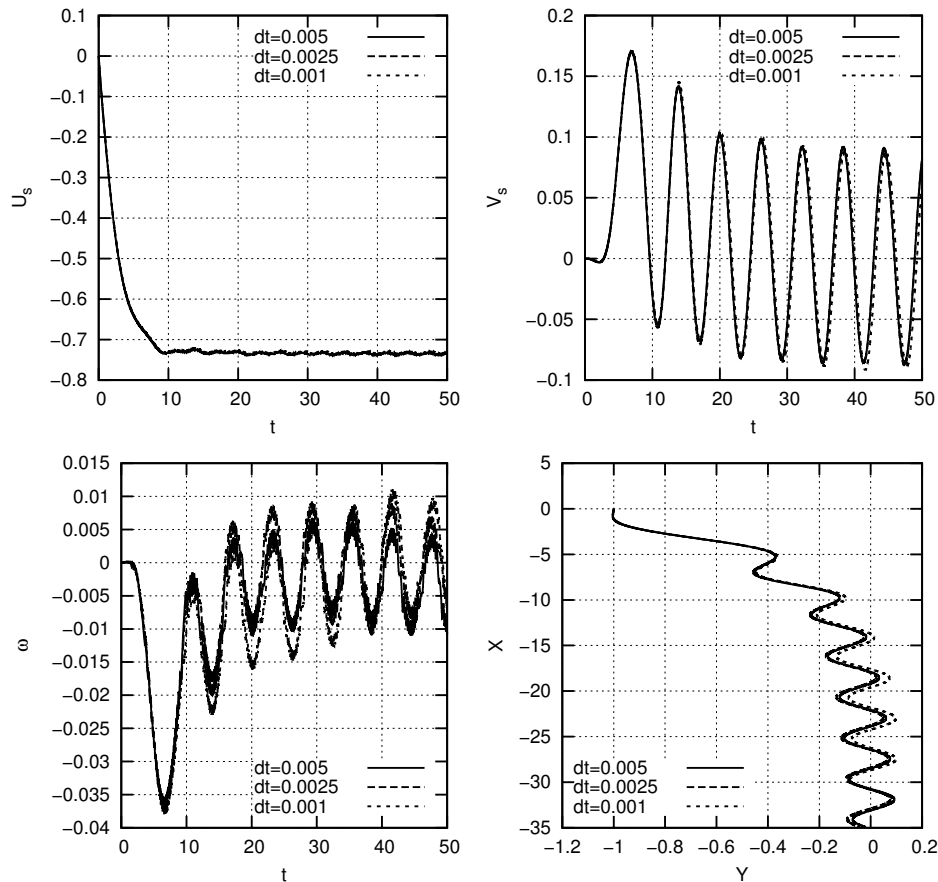 0.1
0
−0.1
−0.2
−0.3
−0.4
−0.5
−0.6
−0.7
−0.8
U_s
dt=0.005
dt=0.0025
dt=0.001
0 10 20 30 40 50
t
0.2
0.15
0.1
0.05
0
−0.05
−0.1
V_s
dt=0.005
dt=0.0025
dt=0.001
0 10 20 30 40 50
t
0.015
0.01
0.005
0
−0.005
−0.01
−0.015
−0.02
−0.025
−0.03
−0.035
−0.04
ω
dt=0.005
dt=0.0025
dt=0.001
0 10 20 30 40 50
t
5
0
−5
−10
−15
−20
−25
−30
−35
X
dt=0.005
dt=0.0025
dt=0.001
−1.2 −1 −0.8 −0.6 −0.4 −0.2 0 0.2
Y